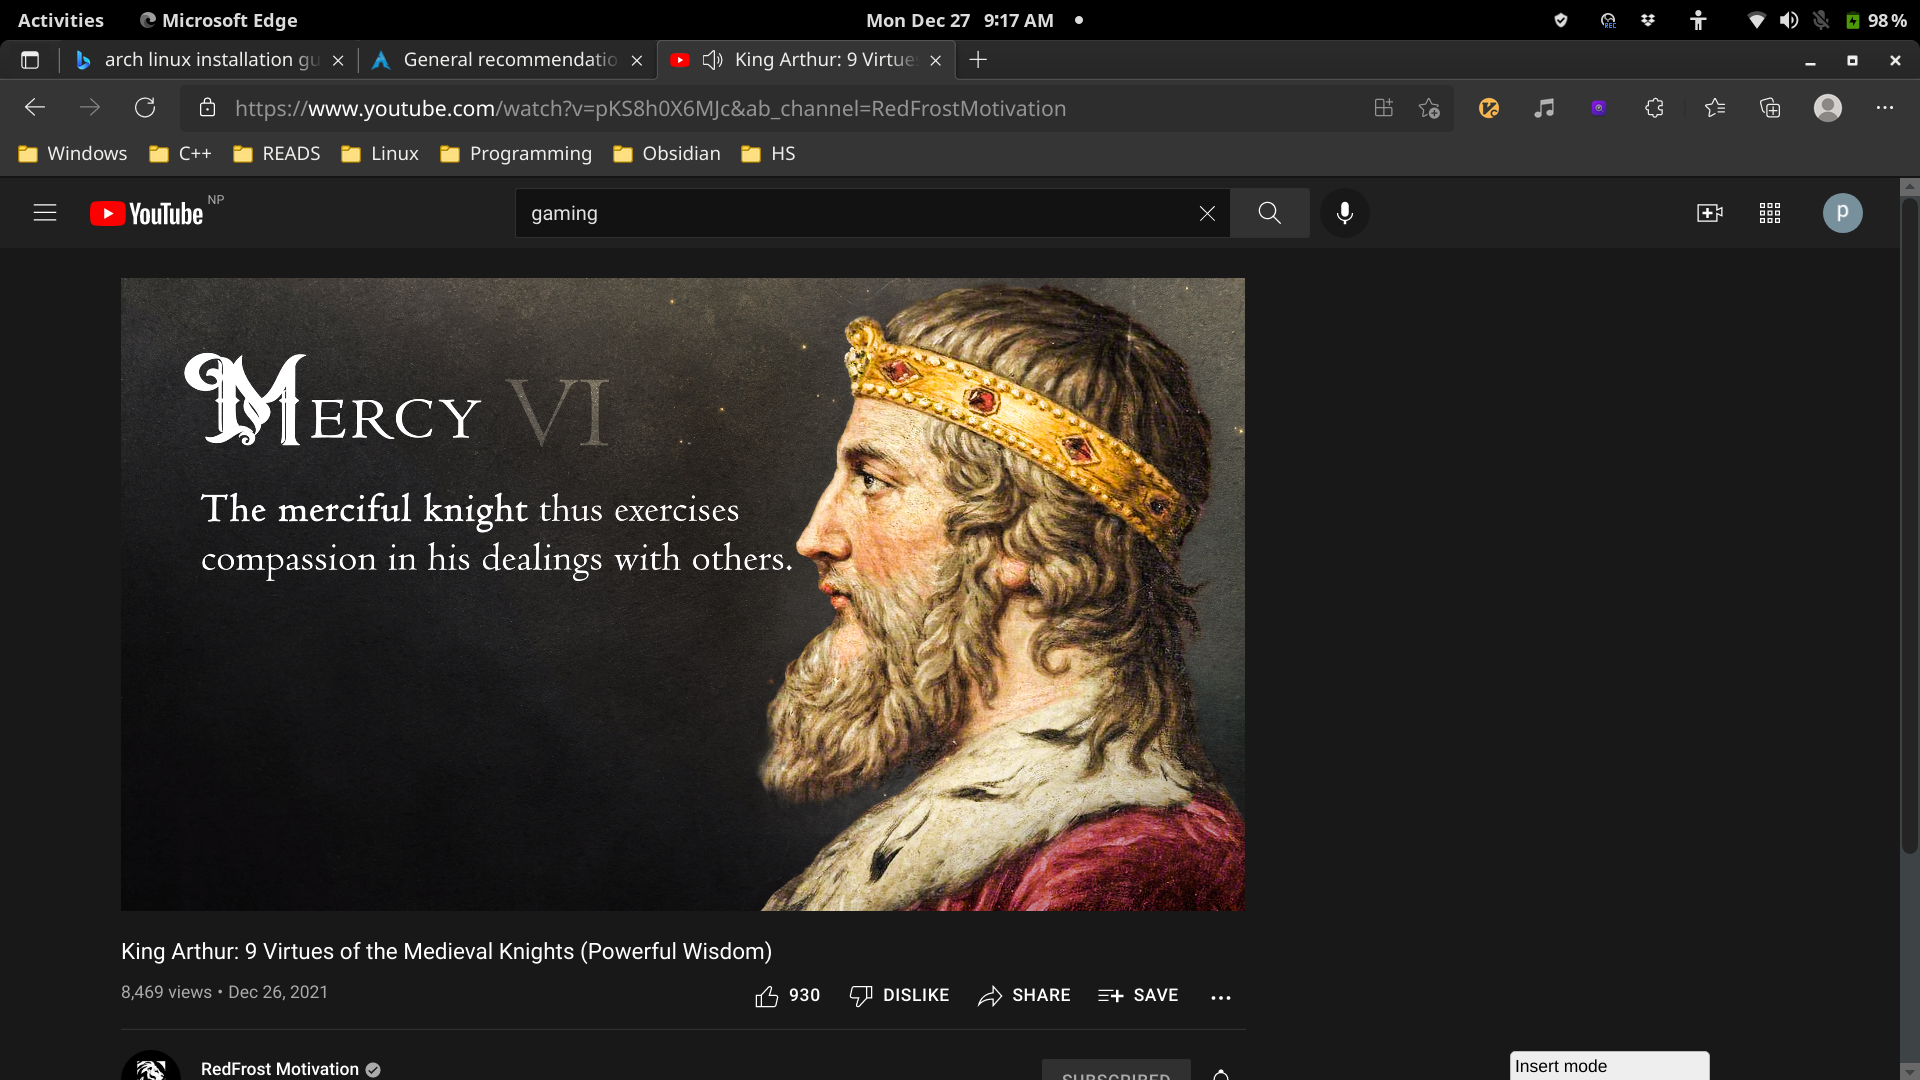 Activities
Microsoft Edge
Mon Dec 27 9:17 AM
98%
arch linux installation gu
General recommendatio
King Arthur: 9 Virtue
https://www.youtube.com/watch?v=pKS8h0X6MJc&ab_channel=RedFrostMotivation
Windows
C++
READS
Linux
Programming
Obsidian
HS
YouTube NP
gaming
p
Mercy VI
The merciful knight thus exercises
compassion in his dealings with others.
King Arthur: 9 Virtues of the Medieval Knights (Powerful Wisdom)
8,469 views • Dec 26, 2021
930
DISLIKE
SHARE
SAVE
RedFrost Motivation
SUBSCRIBED
Insert mode